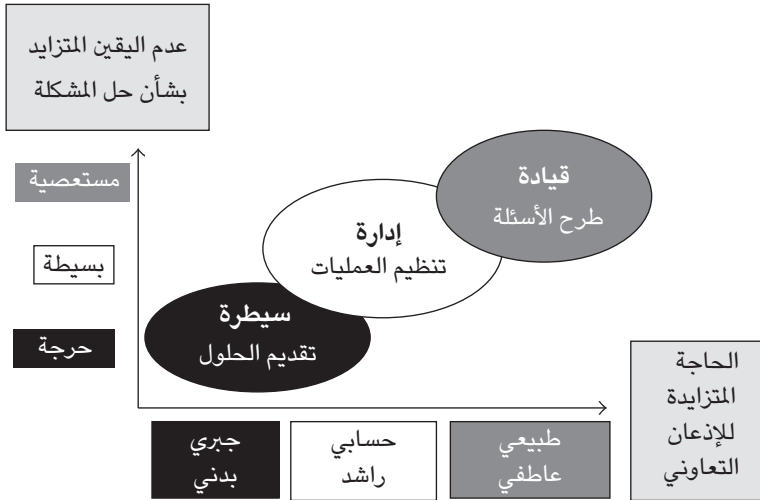 عدم اليقين المتزايد
بشأن حل المشكلة
مستعصية
قيادة
طرح الأسئلة
إدارة
تنظيم العمليات
بسيطة
سيطرة
تقديم الحلول
حرجة
الحاجة
المتزايدة
للإذعان
التعاوني
طبيعي
عاطفي
حسابي
راشد
جبري
بدني